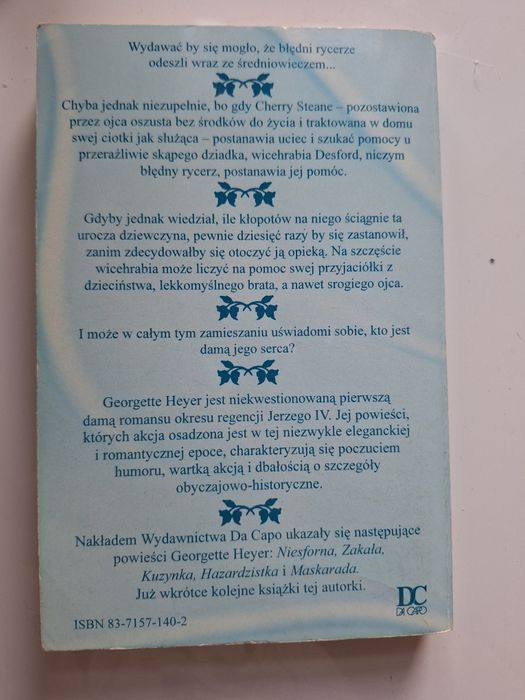 Wydawać by się mogło, że błędni rycerze
odeszli wraz ze średniowieczem...
Chyba jednak niezupełnie, bo gdy Cherry Steane – pozostawiona
przez ojca oszusta bez środków do życia i traktowana w domu
swej ciotki jak służąca – postanawia uciec i szukać pomocy u
przeraźliwie skąpego dziadka, wicehrabia Desford, niczym
błędny rycerz, postanawia jej pomóc.
Gdyby jednak wiedział, ile kłopotów na niego ściągnie ta
urocza dziewczyna, pewnie dziesięć razy by się zastanowił,
zanim zdecydowałby się otoczyć ją opieką. Na szczęście
wicehrabia może liczyć na pomoc swej przyjaciółki z
dzieciństwa, lekkomyślnego brata, a nawet srogiego ojca.
I może w całym tym zamieszaniu uświadomi sobie, kto jest
damą jego serca?
Georgette Heyer jest niekwestionowaną pierwszą
damą romansu okresu regencji Jerzego IV. Jej powieści,
których akcja osadzona jest w tej niezwykle eleganckiej
i romantycznej epoce, charakteryzują się poczuciem
humoru, wartką akcją i dbałością o szczegóły
obyczajowo-historyczne.
Nakładem Wydawnictwa Da Capo ukazały się następujące
powieści Georgette Heyer: Niesforna, Zakała,
Kuzynka, Hazardzistka i Maskarada.
Już wkrótce kolejne książki tej autorki.
DC
DA CAPO
ISBN 83-7157-140-2